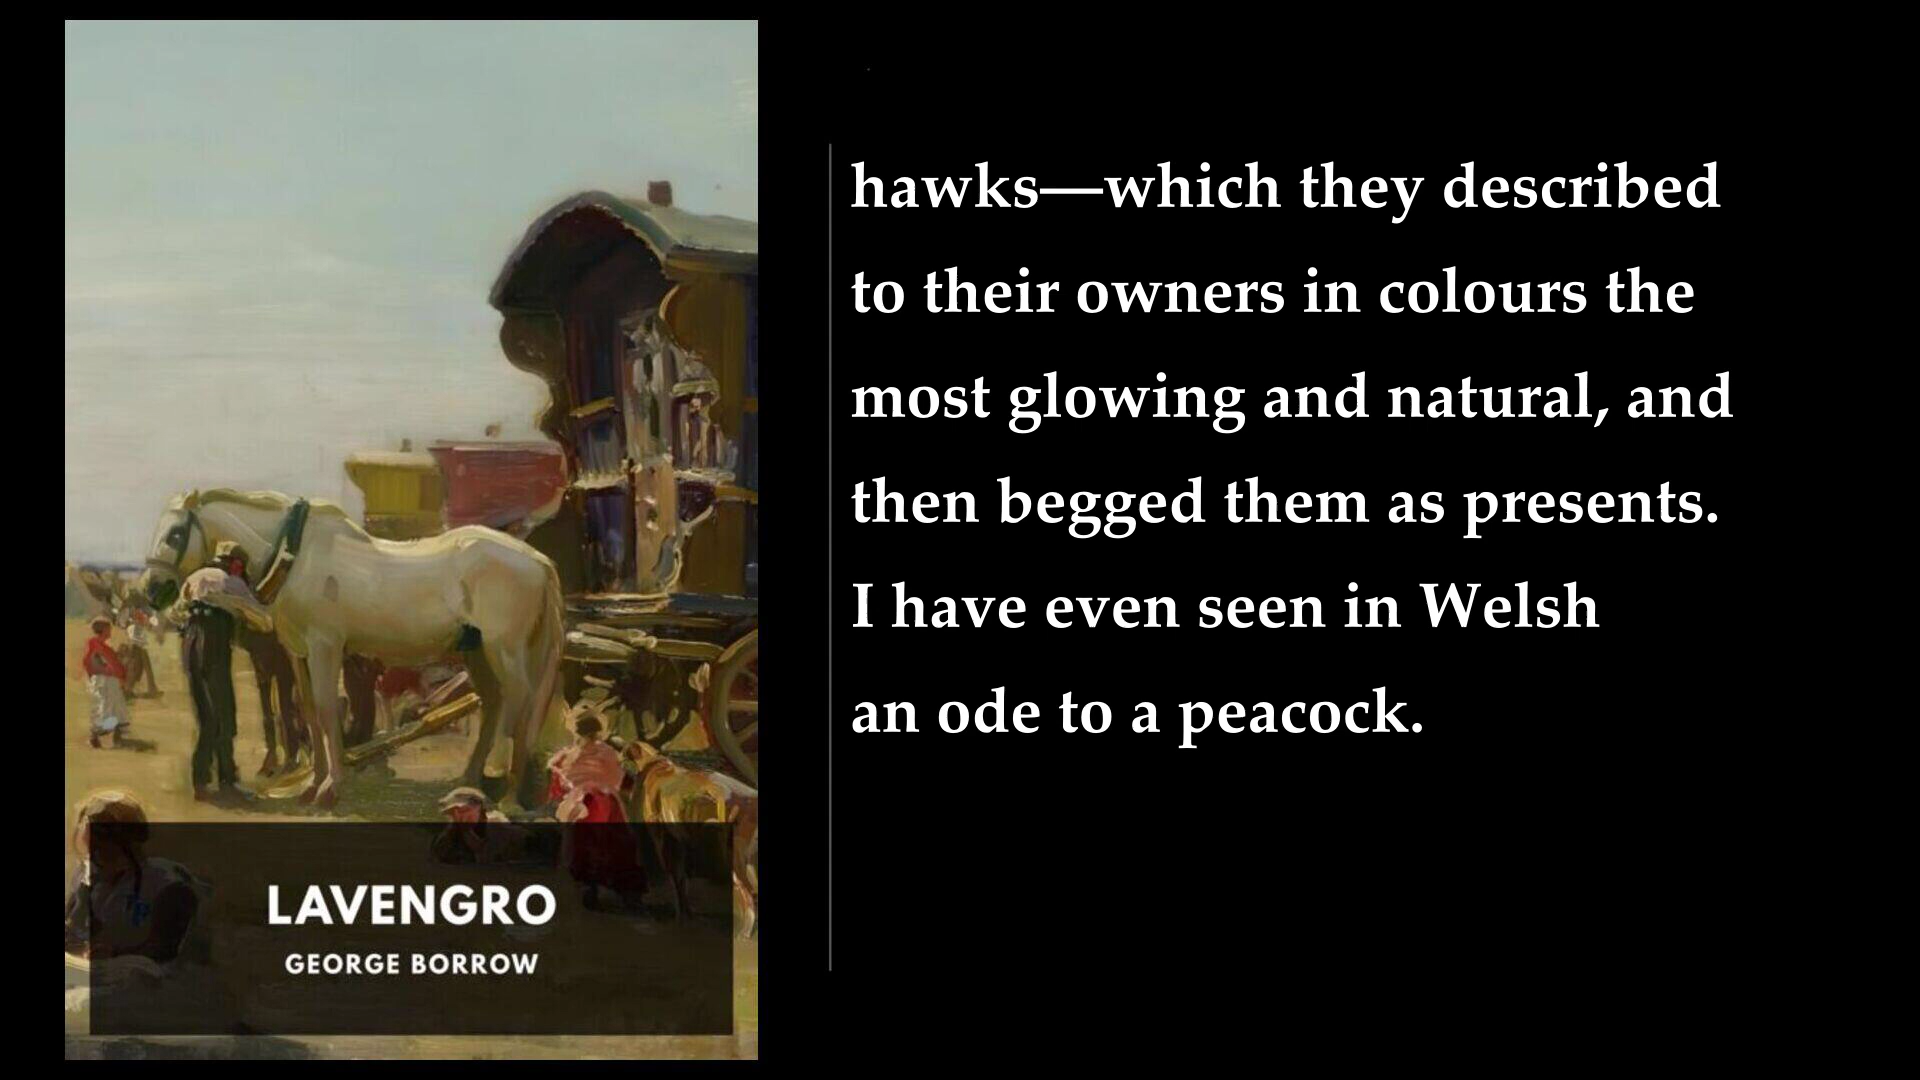 LAVENGRO
GEORGE BORROW
hawks—which they described
to their owners in colours the
most glowing and natural, and
then begged them as presents.
I have even seen in Welsh
an ode to a peacock.